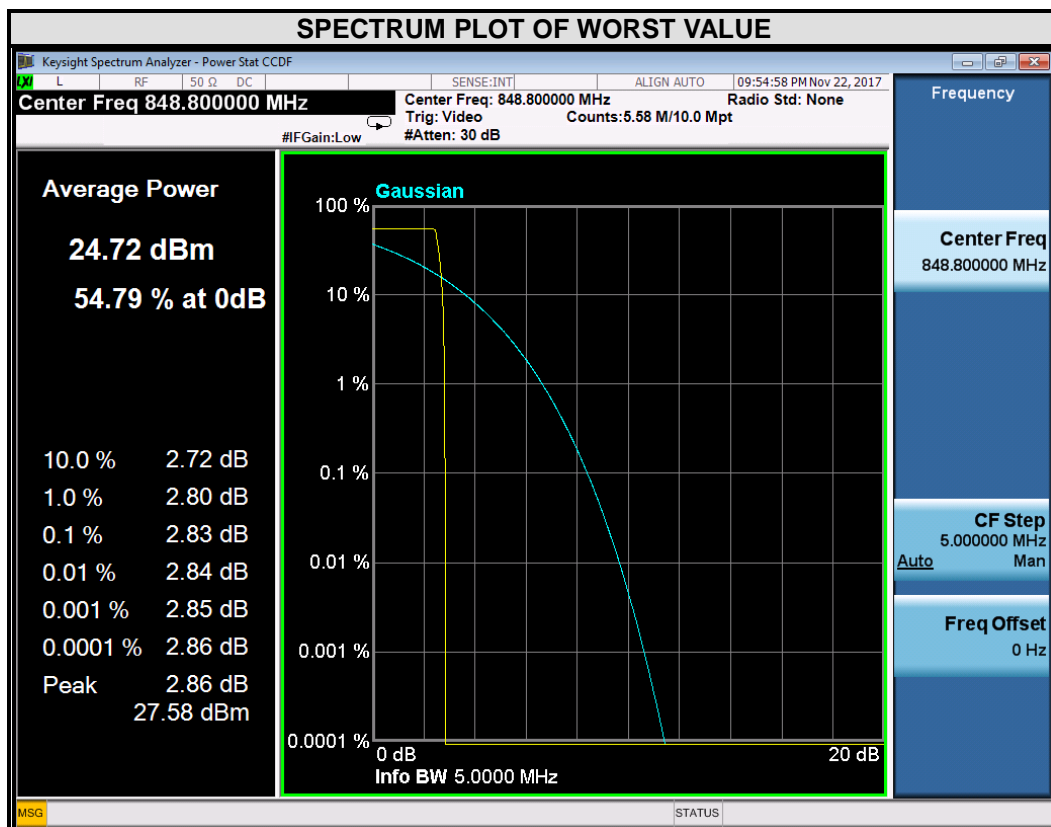 SPECTRUM PLOT OF WORST VALUE
Keysight Spectrum Analyzer - Power Stat CCDF
LXI L RF 50 Ω DC SENSE:INT ALIGN AUTO 09:54:58 PM Nov 22, 2017
Center Freq 848.800000 MHz
Center Freq: 848.800000 MHz Radio Std: None
Trig: Video Counts:5.58 M/10.0 Mpt
#IFGain:Low #Atten: 30 dB
Average Power
24.72 dBm
54.79 % at 0dB
10.0 % 2.72 dB
1.0 % 2.80 dB
0.1 % 2.83 dB
0.01 % 2.84 dB
0.001 % 2.85 dB
0.0001 % 2.86 dB
Peak 2.86 dB
27.58 dBm
Gaussian
100 %
10 %
1 %
0.1 %
0.01 %
0.001 %
0.0001 %
0 dB 20 dB
Info BW 5.0000 MHz
Frequency
Center Freq
848.800000 MHz
CF Step
5.000000 MHz
Auto Man
Freq Offset
0 Hz
MSG STATUS